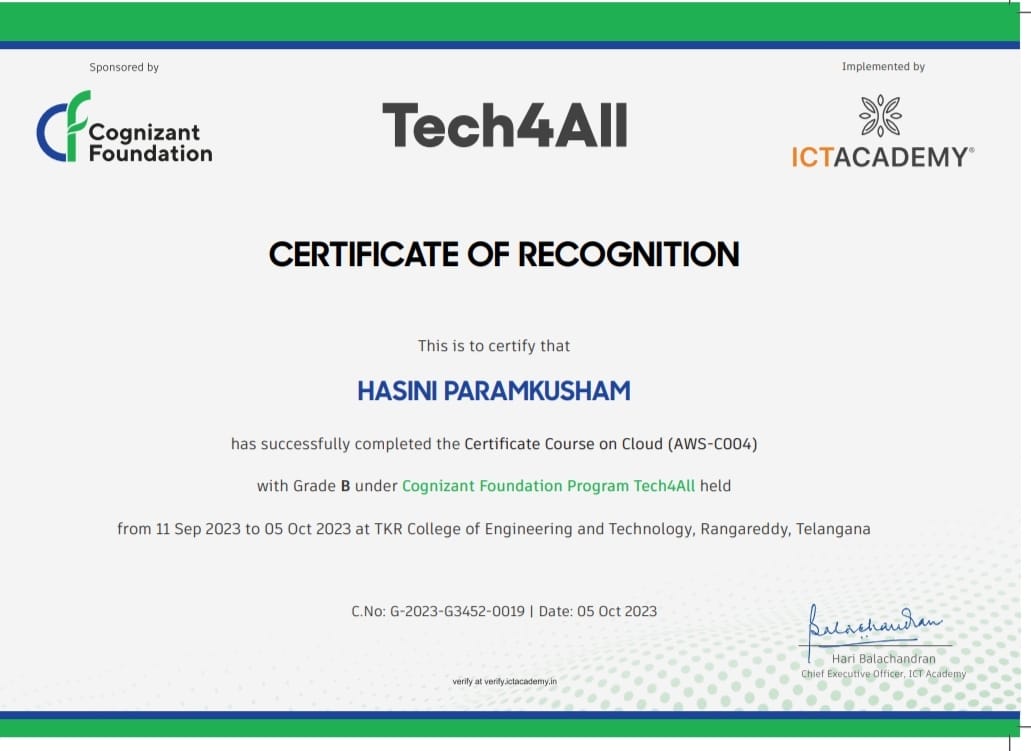 Sponsored by
Cognizant
Foundation
Tech4All
Implemented by
ICTACADEMY®
CERTIFICATE OF RECOGNITION
This is to certify that
HASINI PARAMKUSHAM
has successfully completed the Certificate Course on Cloud (AWS-C004)
with Grade B under Cognizant Foundation Program Tech4All held
from 11 Sep 2023 to 05 Oct 2023 at TKR College of Engineering and Technology, Rangareddy, Telangana
C.No: G-2023-G3452-0019 | Date: 05 Oct 2023
Balachandran
Hari Balachandran
Chief Executive Officer, ICT Academy
verify at verify.ictacademy.in